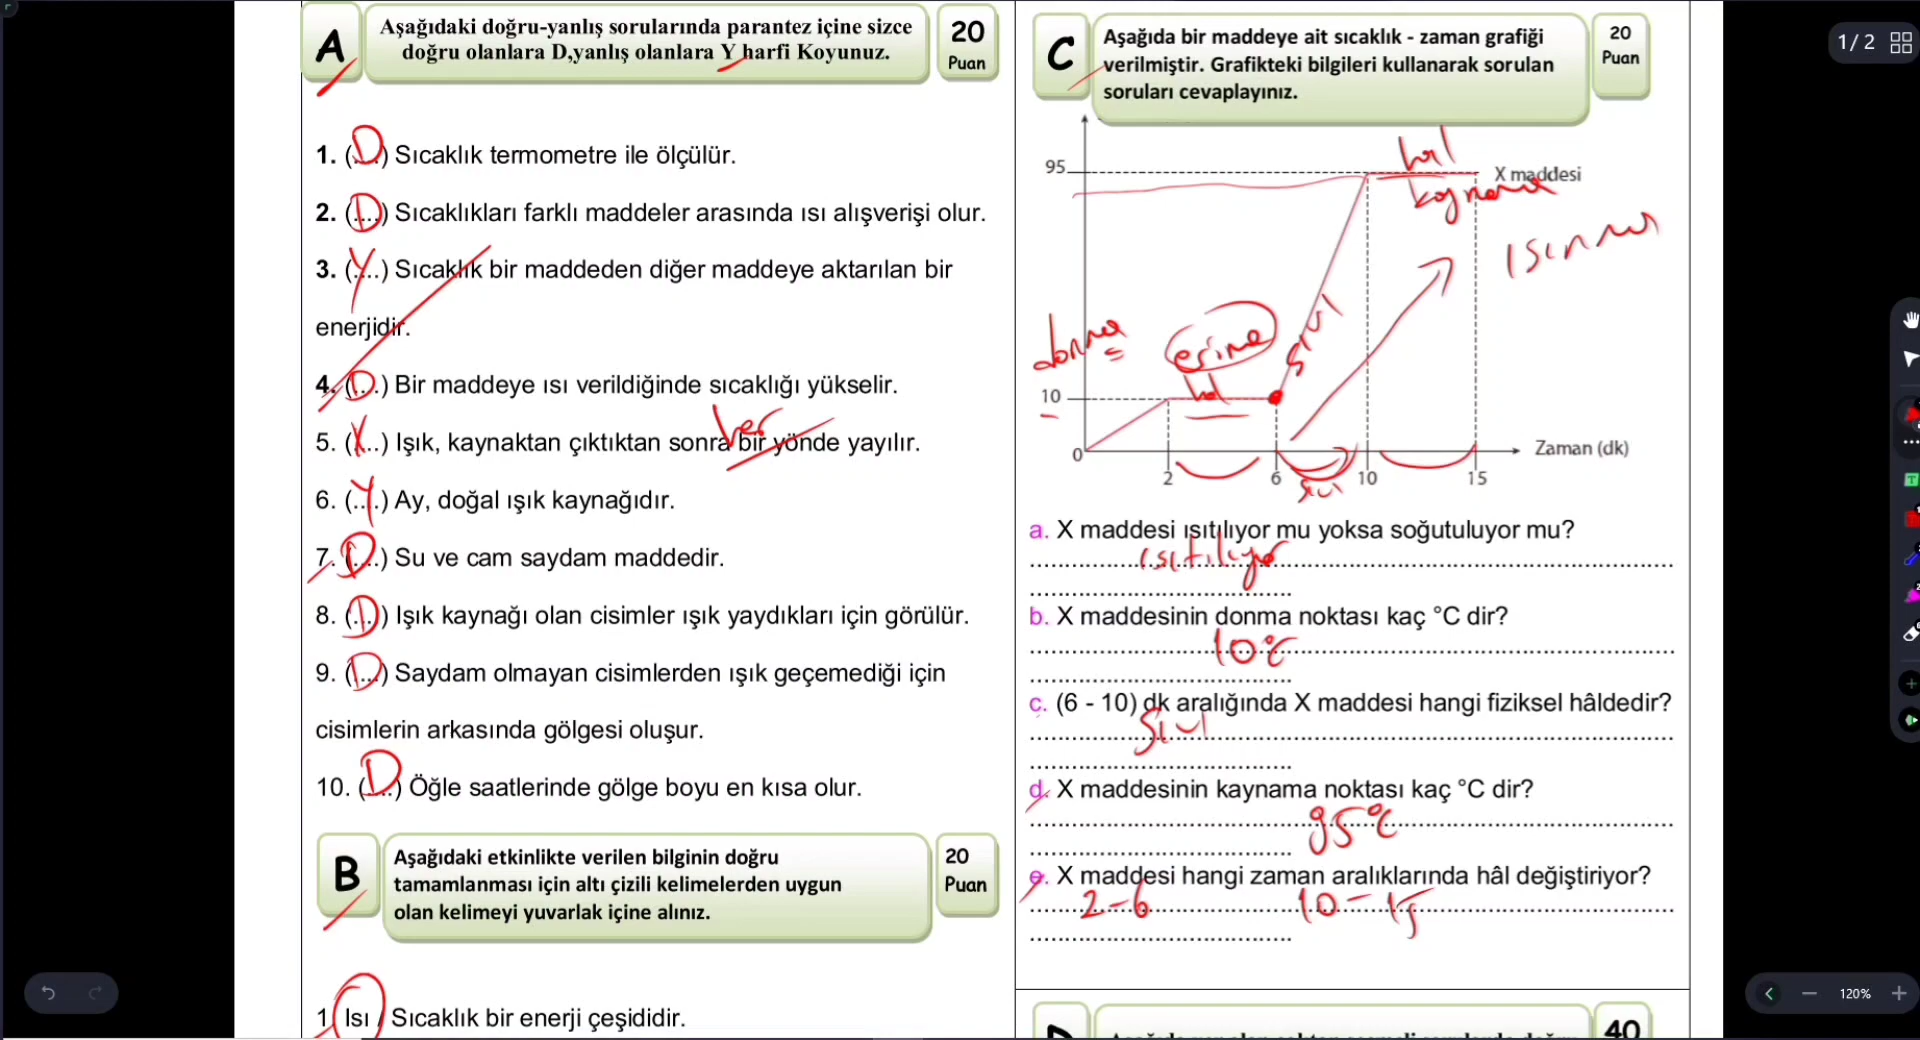 A
Aşağıdaki doğru-yanlış sorularında parantez içine sizce
doğru olanlara D,yanlış olanlara Y harfi Koyunuz.
20
Puan
1. (D) Sıcaklık termometre ile ölçülür.
2. (D) Sıcaklıkları farklı maddeler arasında ısı alışverişi olur.
3. (Y) Sıcaklık bir maddeden diğer maddeye aktarılan bir
enerjidir.
4. (D) Bir maddeye ısı verildiğinde sıcaklığı yükselir.
her
5. (Y) Işık, kaynaktan çıktıktan sonra bir yönde yayılır.
6. (Y) Ay, doğal ışık kaynağıdır.
7. (D) Su ve cam saydam maddedir.
8. (D) Işık kaynağı olan cisimler ışık yaydıkları için görülür.
9. (D) Saydam olmayan cisimlerden ışık geçemediği için
cisimlerin arkasında gölgesi oluşur.
10. (D) Öğle saatlerinde gölge boyu en kısa olur.
B
Aşağıdaki etkinlikte verilen bilginin doğru
tamamlanması için altı çizili kelimelerden uygun
olan kelimeyi yuvarlak içine alınız.
20
Puan
1 Isı / Sıcaklık bir enerji çeşididir.
C
Aşağıda bir maddeye ait sıcaklık - zaman grafiği
verilmiştir. Grafikteki bilgileri kullanarak sorulan
soruları cevaplayınız.
20
Puan
hal
95
X maddesi
kaynama
ısınma
donma
erime
sıvı
hal
10
0
Zaman (dk)
2 6 10 15
sıvı
a. X maddesi ısıtılıyor mu yoksa soğutuluyor mu?
ısıtılıyor
b. X maddesinin donma noktası kaç °C dir?
10°C
c. (6 - 10) dk aralığında X maddesi hangi fiziksel hâldedir?
sıvı
d. X maddesinin kaynama noktası kaç °C dir?
95°C
e. X maddesi hangi zaman aralıklarında hâl değiştiriyor?
2-6 10-15
40
1/2
120%